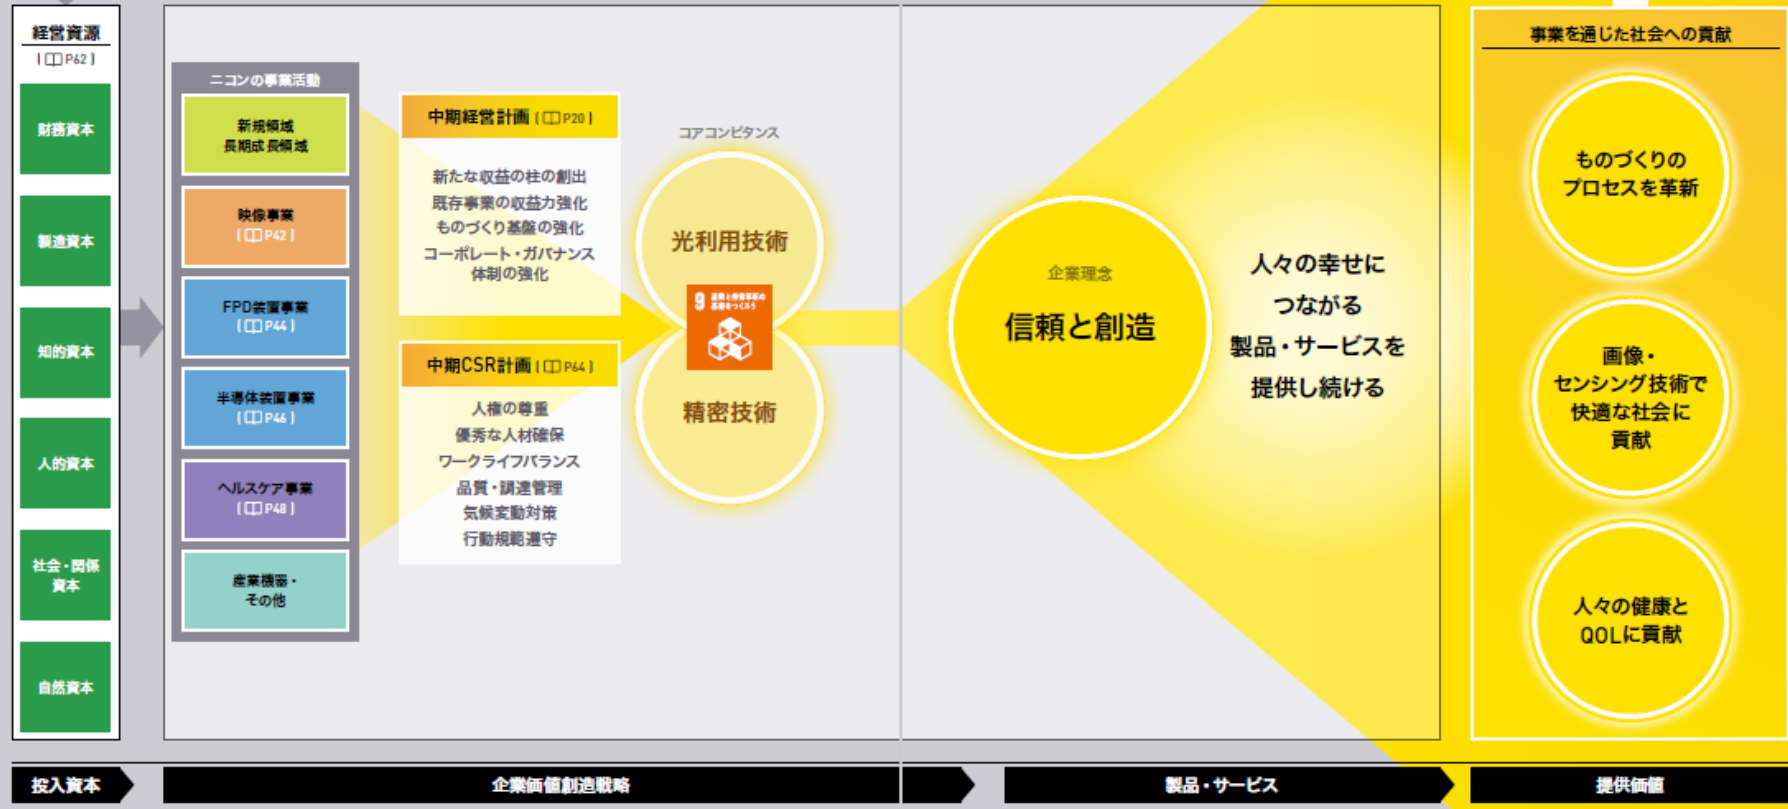 経営資源
[ P62 ]
財務資本
製造資本
知的資本
人的資本
社会・関係
資本
自然資本
ニコンの事業活動
新規領域
長期成長領域
映像事業
[ P42 ]
FPD装置事業
[ P44 ]
半導体装置事業
[ P46 ]
ヘルスケア事業
[ P48 ]
産業機器・
その他
中期経営計画 [ P20 ]
新たな収益の柱の創出
既存事業の収益力強化
ものづくり基盤の強化
コーポレート・ガバナンス
体制の強化
中期CSR計画 [ P64 ]
人権の尊重
優秀な人材確保
ワークライフバランス
品質・調達管理
気候変動対策
行動規範遵守
コアコンピタンス
光利用技術
9 産業と技術革新の
基盤をつくろう
精密技術
企業理念
信頼と創造
人々の幸せに
つながる
製品・サービスを
提供し続ける
事業を通じた社会への貢献
ものづくりの
プロセスを革新
画像・
センシング技術で
快適な社会に
貢献
人々の健康と
QOLに貢献
投入資本
企業価値創造戦略
製品・サービス
提供価値